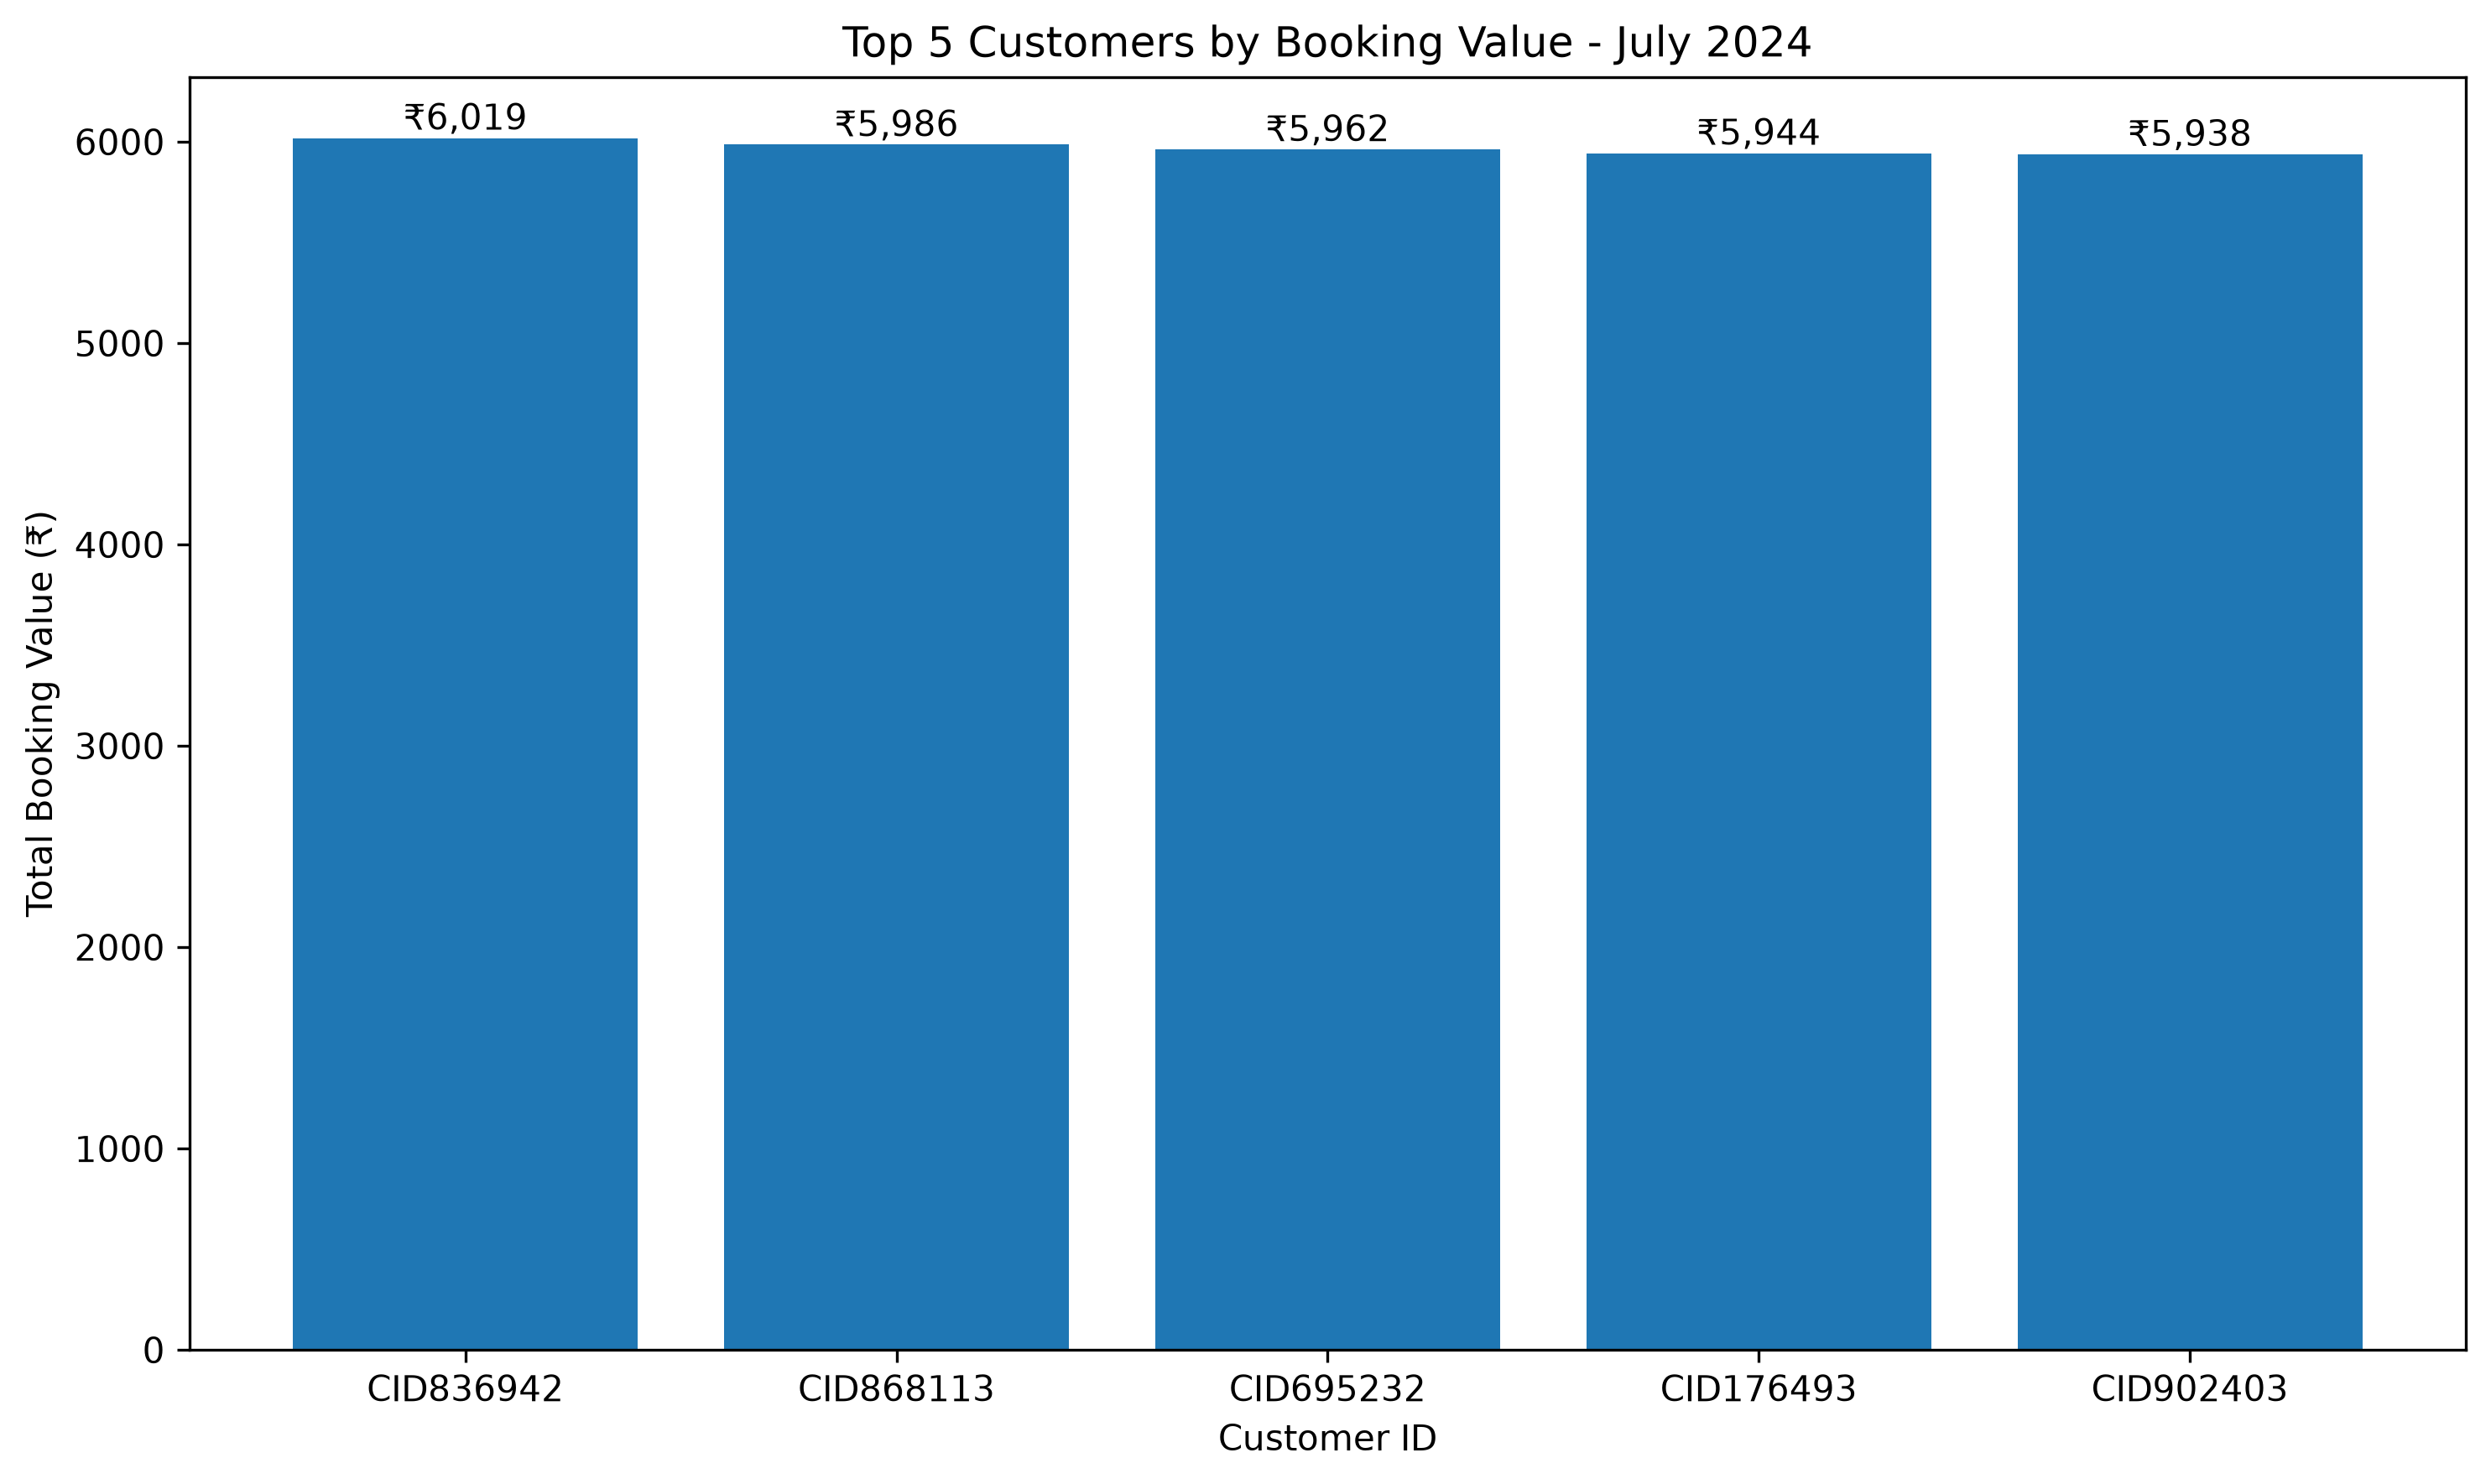 Top 5 Customers by Booking Value - July 2024
₹6,019
₹5,986
₹5,962
₹5,944
₹5,938
Total Booking Value (₹)
6000
5000
4000
3000
2000
1000
0
CID836942
CID868113
CID695232
CID176493
CID902403
Customer ID